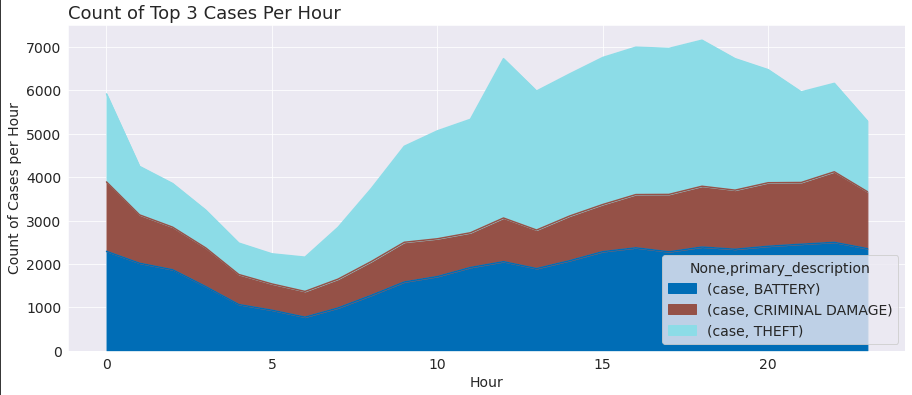 Count of Top 3 Cases Per Hour
7000
6000
5000
4000
3000
2000
1000
0
Count of Cases per Hour
None,primary_description
(case, BATTERY)
(case, CRIMINAL DAMAGE)
(case, THEFT)
0 5 10 15 20
Hour